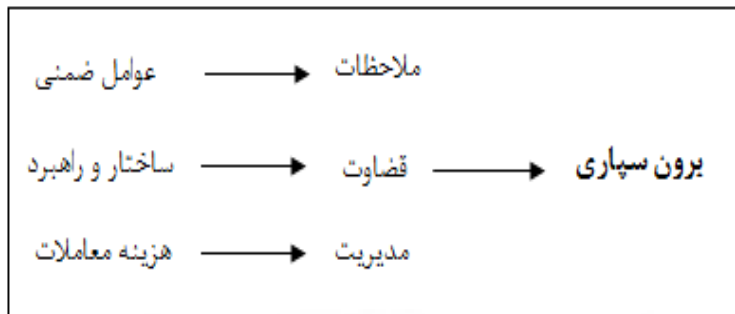 عوامل ضمنی ملاحظات
ساختار و راهبرد قضاوت برون سپاری
هزینه معاملات مدیریت